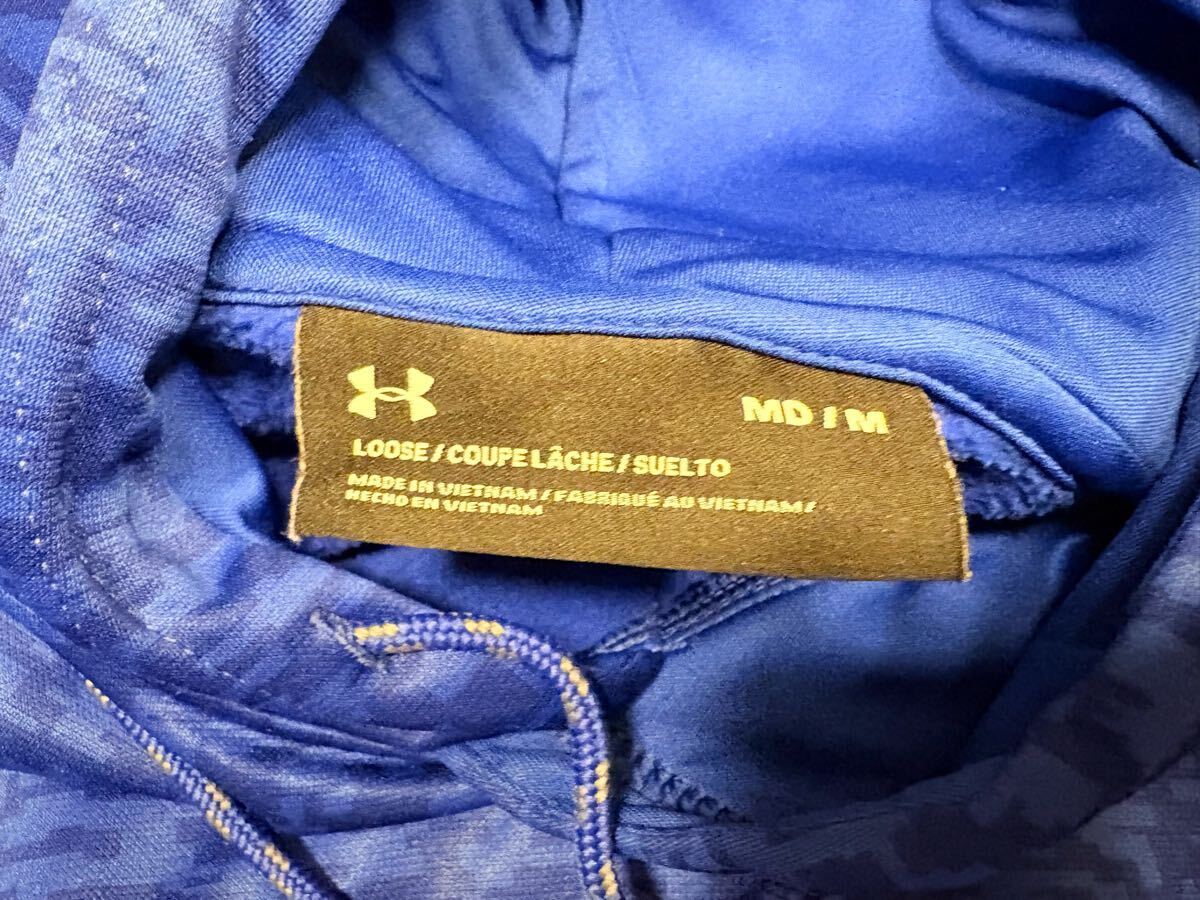 MD / M
LOOSE / COUPE LÂCHE / SUELTO
MADE IN VIETNAM / FABRIQUÉ AU VIETNAM /
HECHO EN VIETNAM